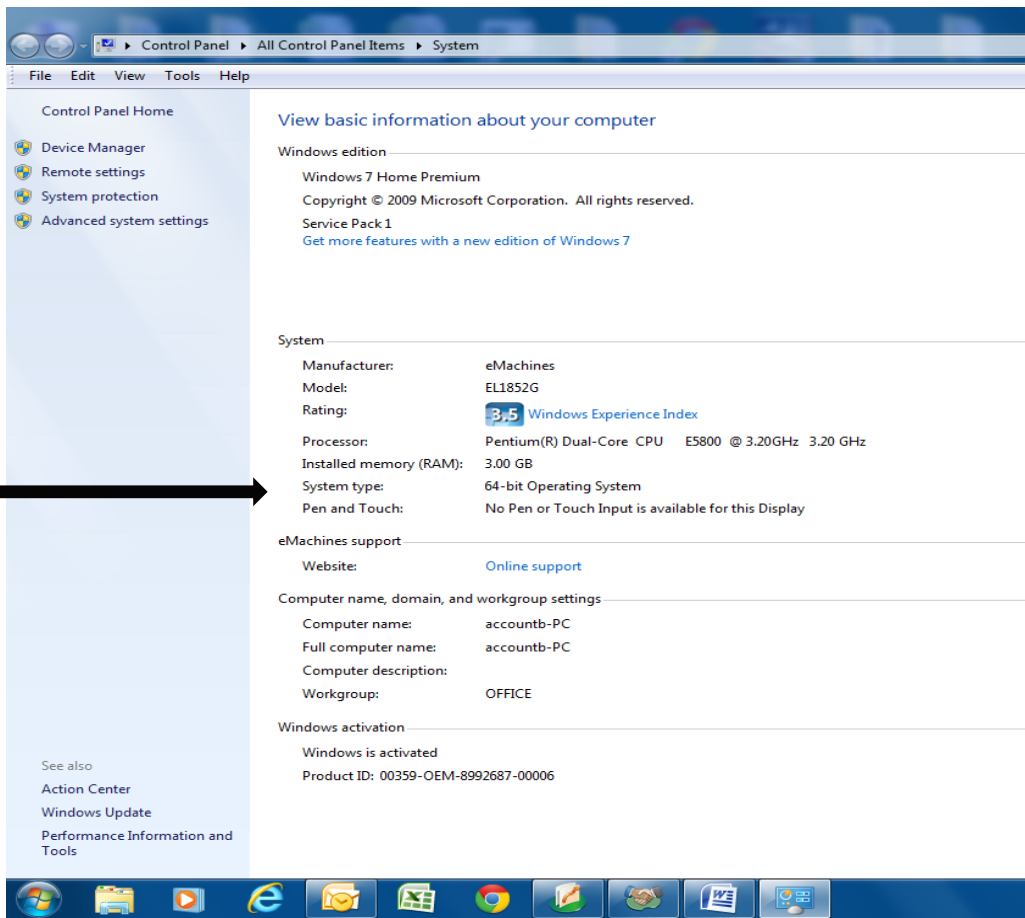 Control Panel ▸ All Control Panel Items ▸ System
File Edit View Tools Help
Control Panel Home
Device Manager
Remote settings
System protection
Advanced system settings
View basic information about your computer
Windows edition
Windows 7 Home Premium
Copyright © 2009 Microsoft Corporation. All rights reserved.
Service Pack 1
Get more features with a new edition of Windows 7
System
Manufacturer: eMachines
Model: EL1852G
Rating: 3.5 Windows Experience Index
Processor: Pentium(R) Dual-Core CPU E5800 @ 3.20GHz 3.20 GHz
Installed memory (RAM): 3.00 GB
System type: 64-bit Operating System
Pen and Touch: No Pen or Touch Input is available for this Display
eMachines support
Website: Online support
Computer name, domain, and workgroup settings
Computer name: accountb-PC
Full computer name: accountb-PC
Computer description:
Workgroup: OFFICE
Windows activation
Windows is activated
Product ID: 00359-OEM-8992687-00006
See also
Action Center
Windows Update
Performance Information and
Tools